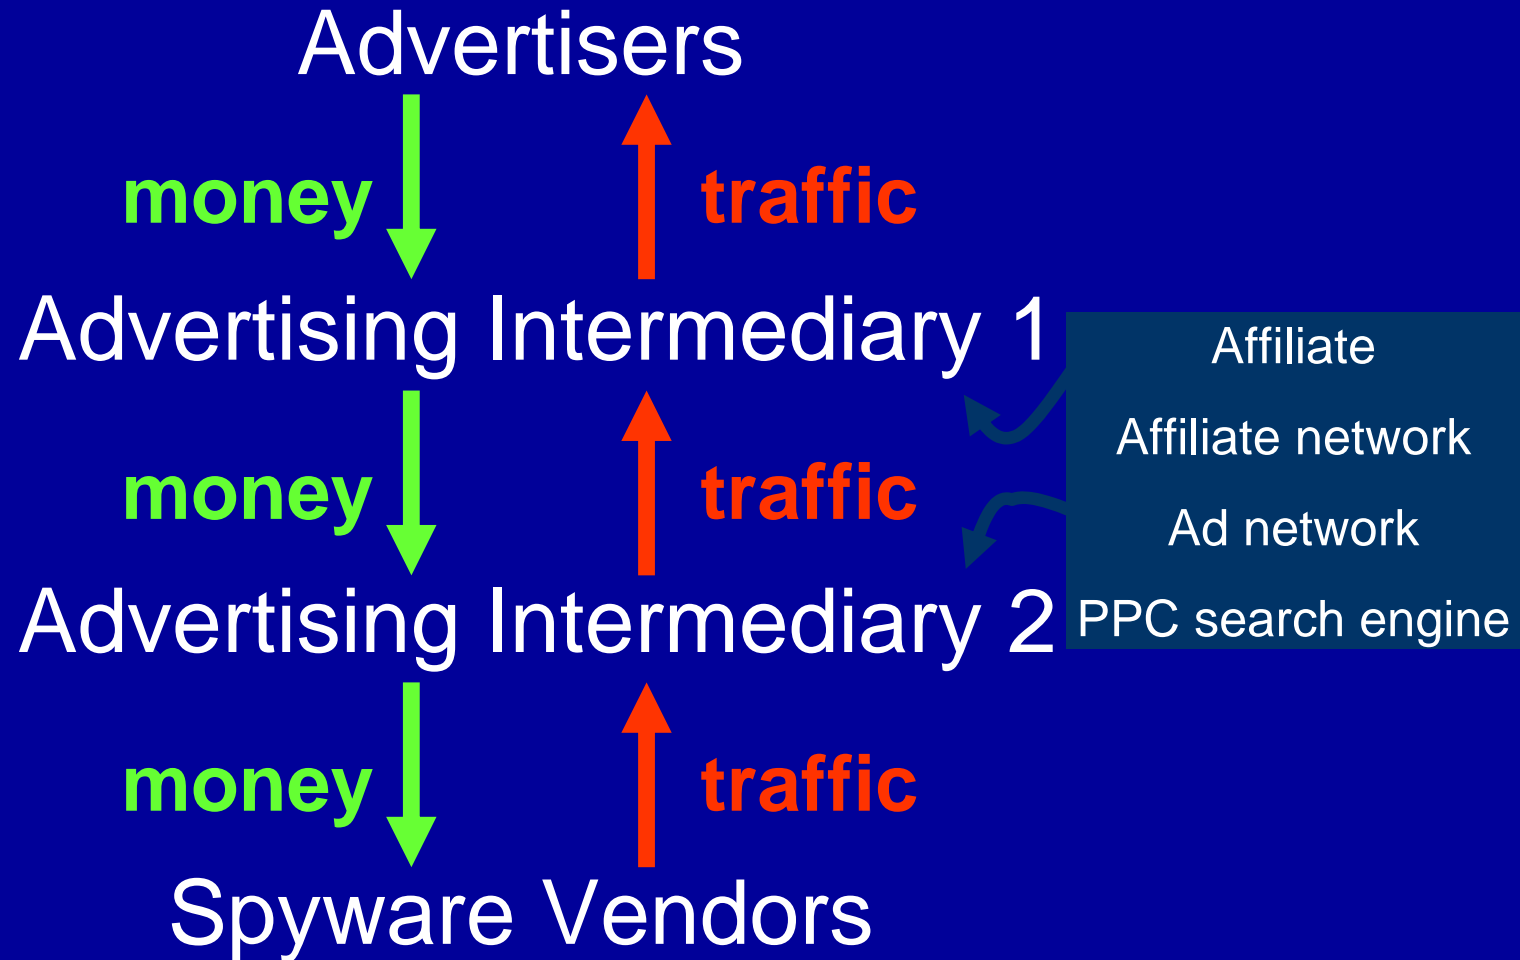 Advertisers
money
traffic
Advertising Intermediary 1
Affiliate
Affiliate network
money
traffic
Ad network
Advertising Intermediary 2
PPC search engine
money
traffic
Spyware Vendors